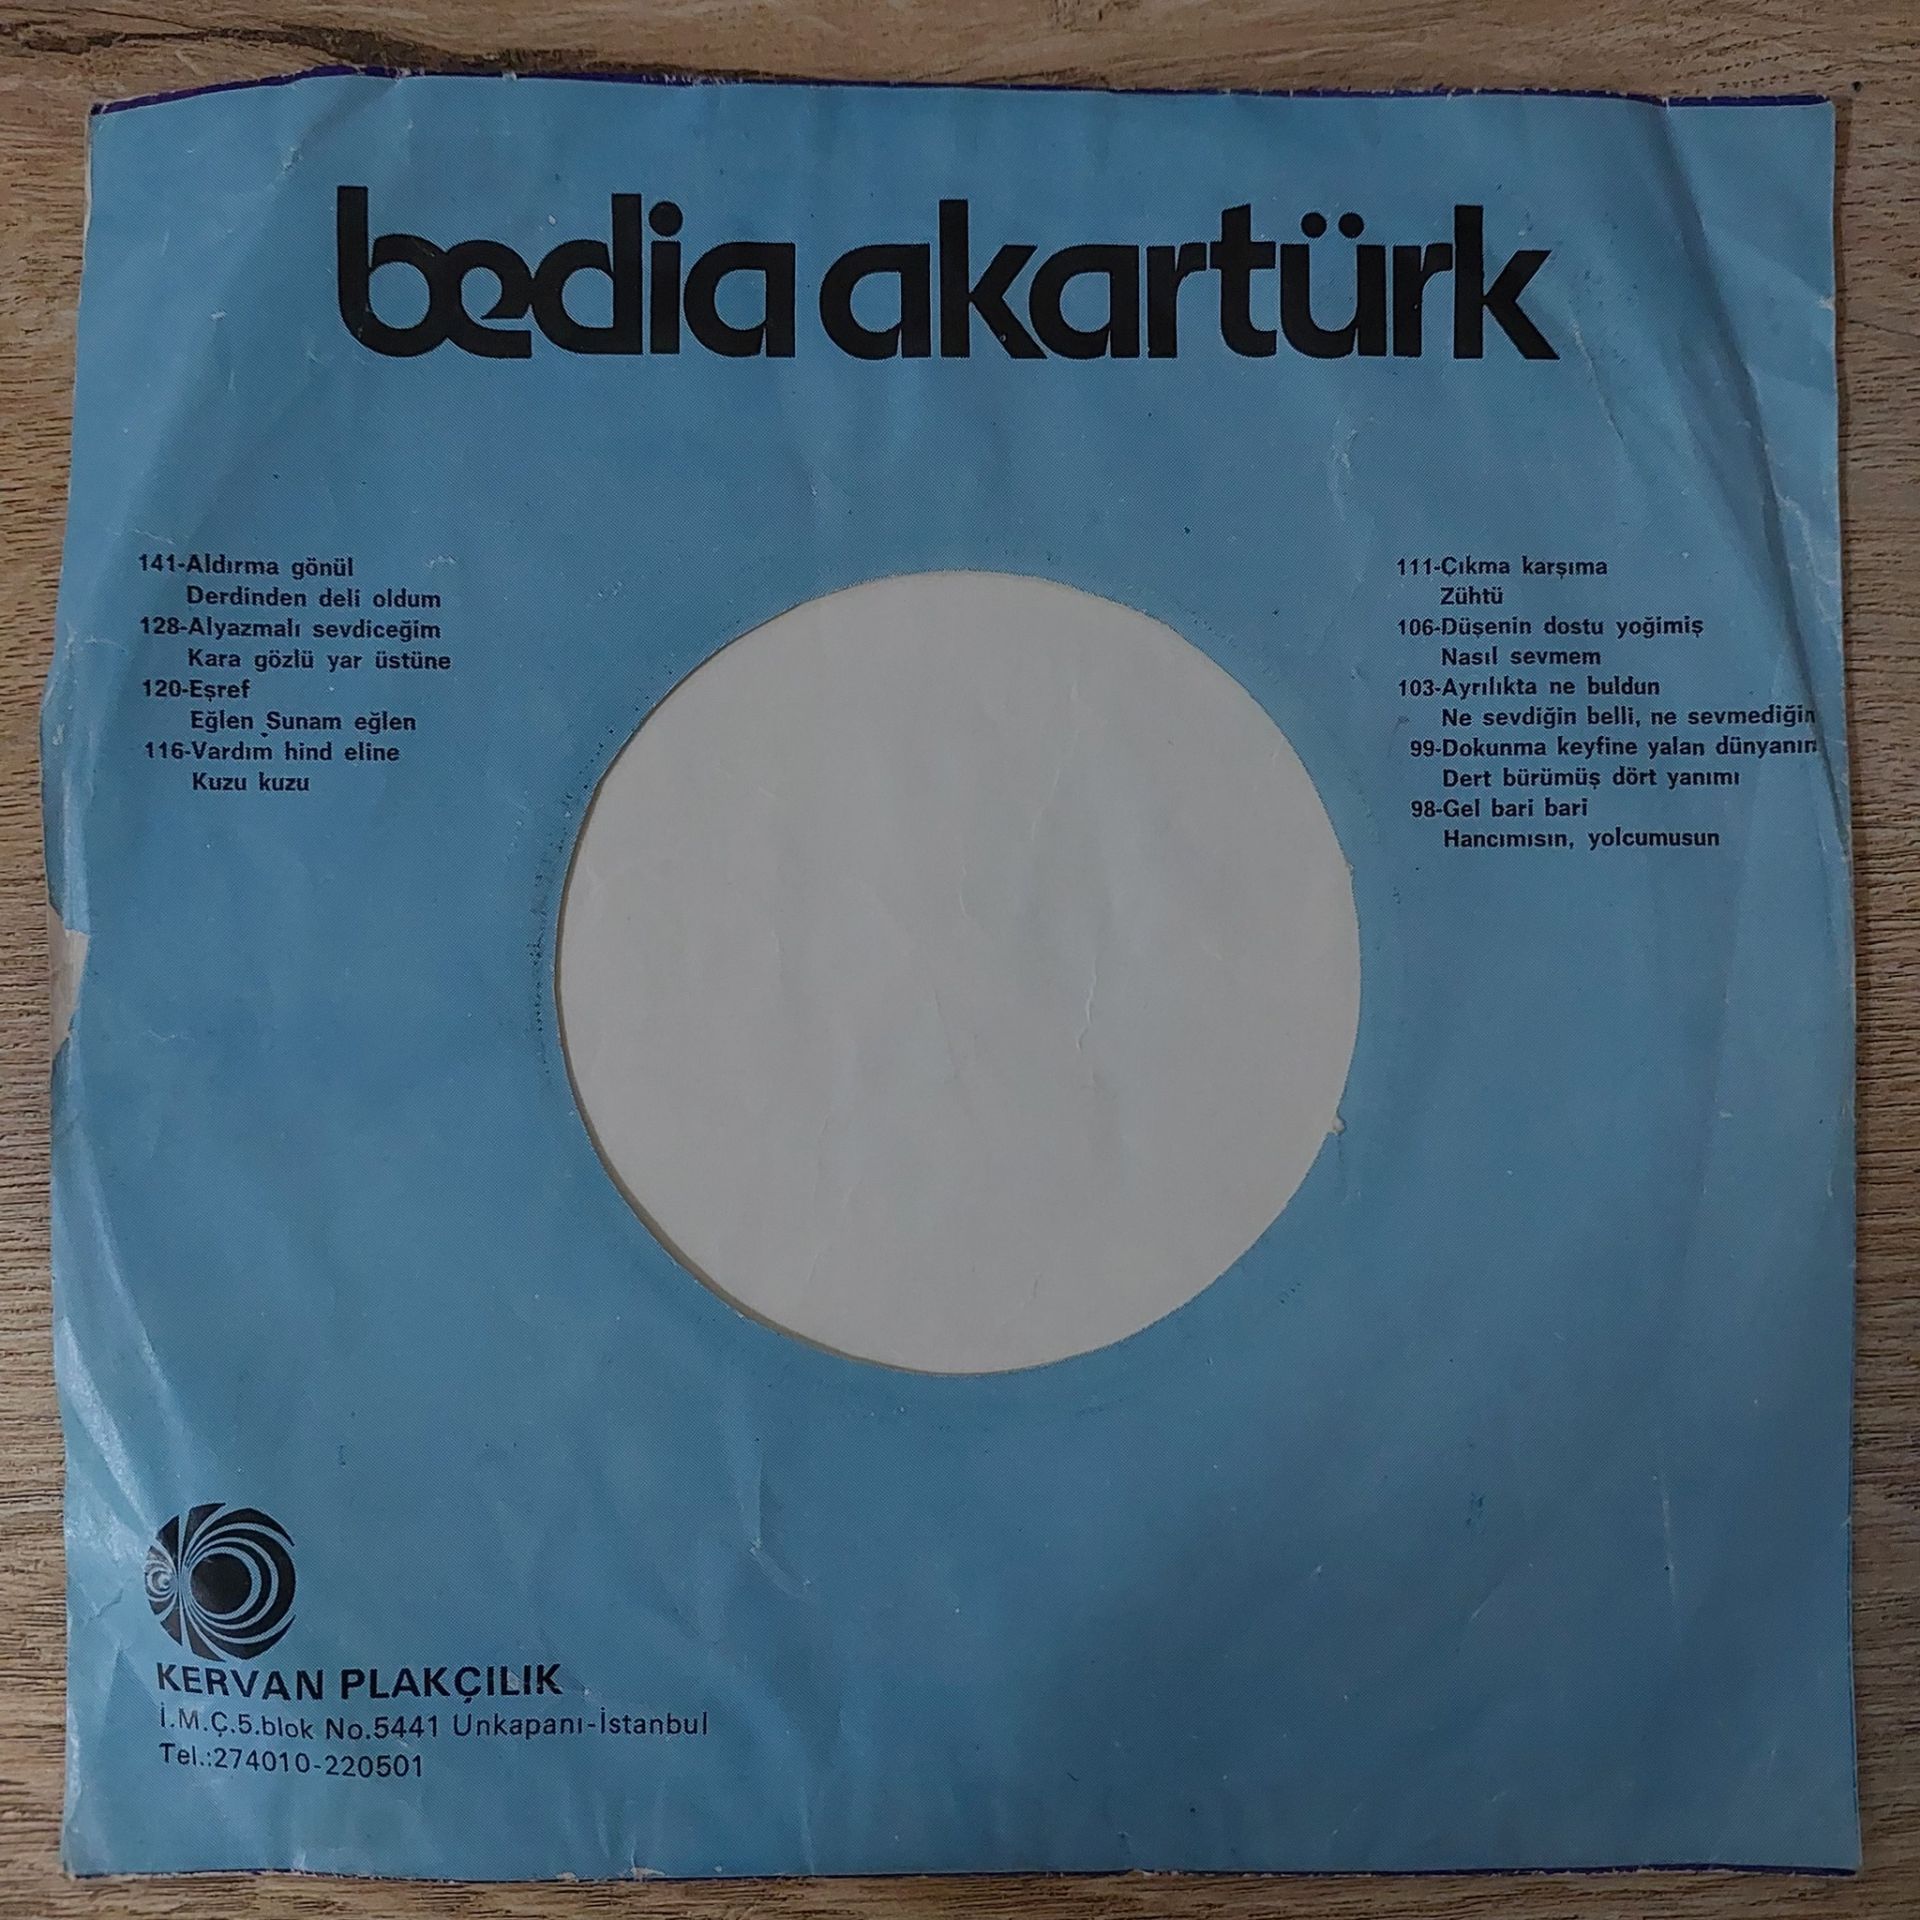 bedia akartürk
141-Aldırma gönül
Derdinden deli oldum
128-Alyazmalı sevdiceğim
Kara gözlü yar üstüne
120-Eşref
Eğlen Sunam eğlen
116-Vardım hind eline
Kuzu kuzu
111-Çıkma karşıma
Zühtü
106-Düşenin dostu yoğimiş
Nasıl sevmem
103-Ayrılıkta ne buldun
Ne sevdiğin belli, ne sevmediğin
99-Dokunma keyfine yalan dünyanın
Dert bürümüş dört yanımı
98-Gel bari bari
Hancımısın, yolcumusun
KERVAN PLAKÇILIK
İ.M.Ç.5.blok No.5441 Unkapanı-İstanbul
Tel.:274010-220501